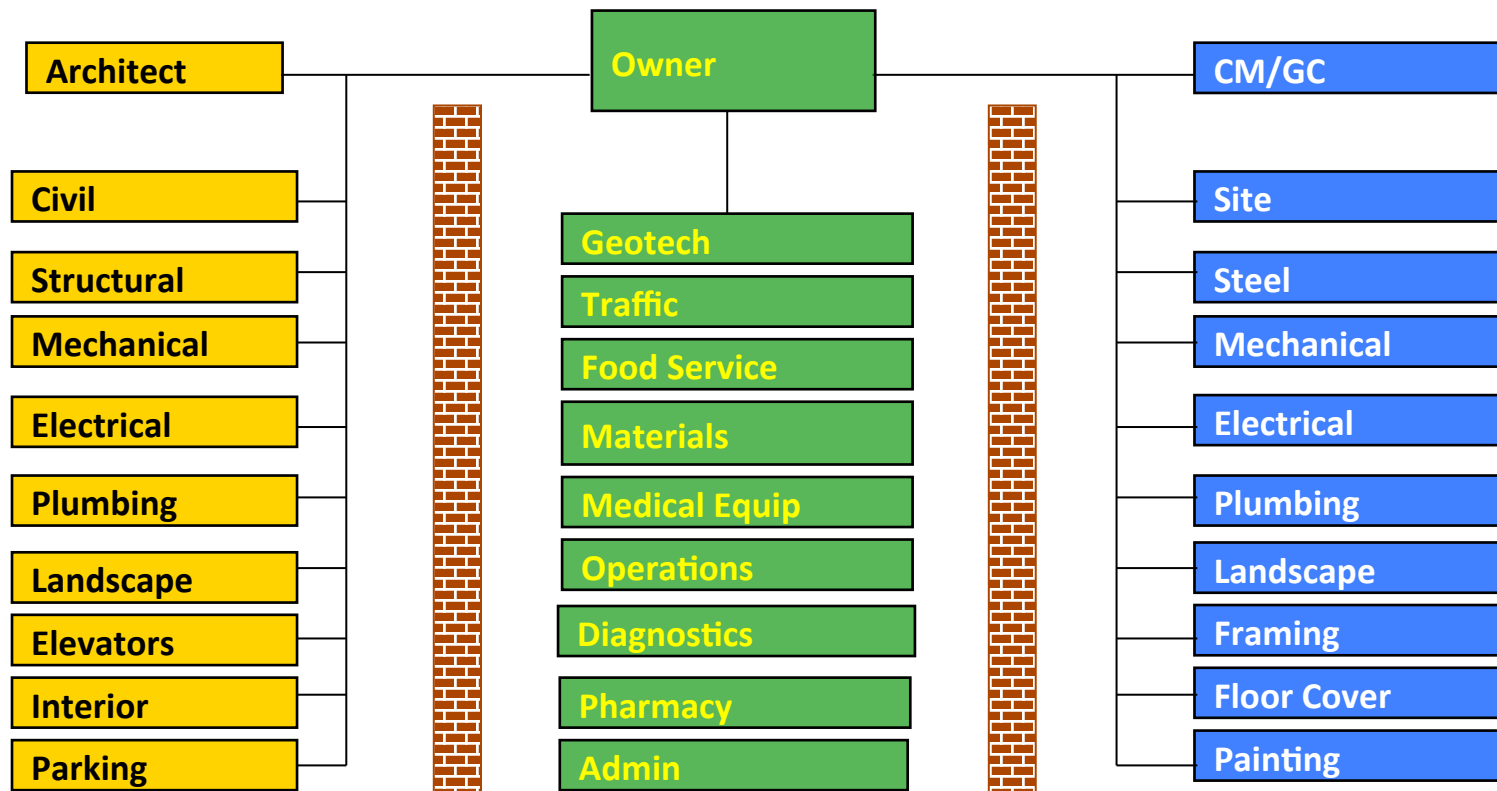 Architect
Owner
CM/GC
Civil
Structural
Mechanical
Electrical
Plumbing
Landscape
Elevators
Interior
Parking
Geotech
Traffic
Food Service
Materials
Medical Equip
Operations
Diagnostics
Pharmacy
Admin
Site
Steel
Mechanical
Electrical
Plumbing
Landscape
Framing
Floor Cover
Painting